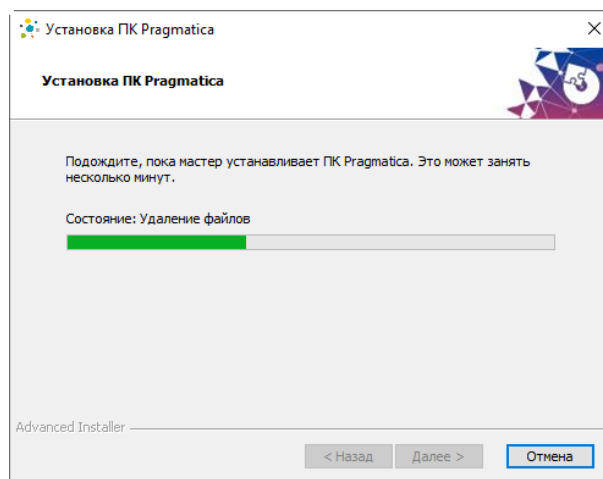 Установка ПК Pragmatica
Установка ПК Pragmatica
Подождите, пока мастер устанавливает ПК Pragmatica. Это может занять
несколько минут.
Состояние: Удаление файлов
Advanced Installer
< Назад
Далее >
Отмена